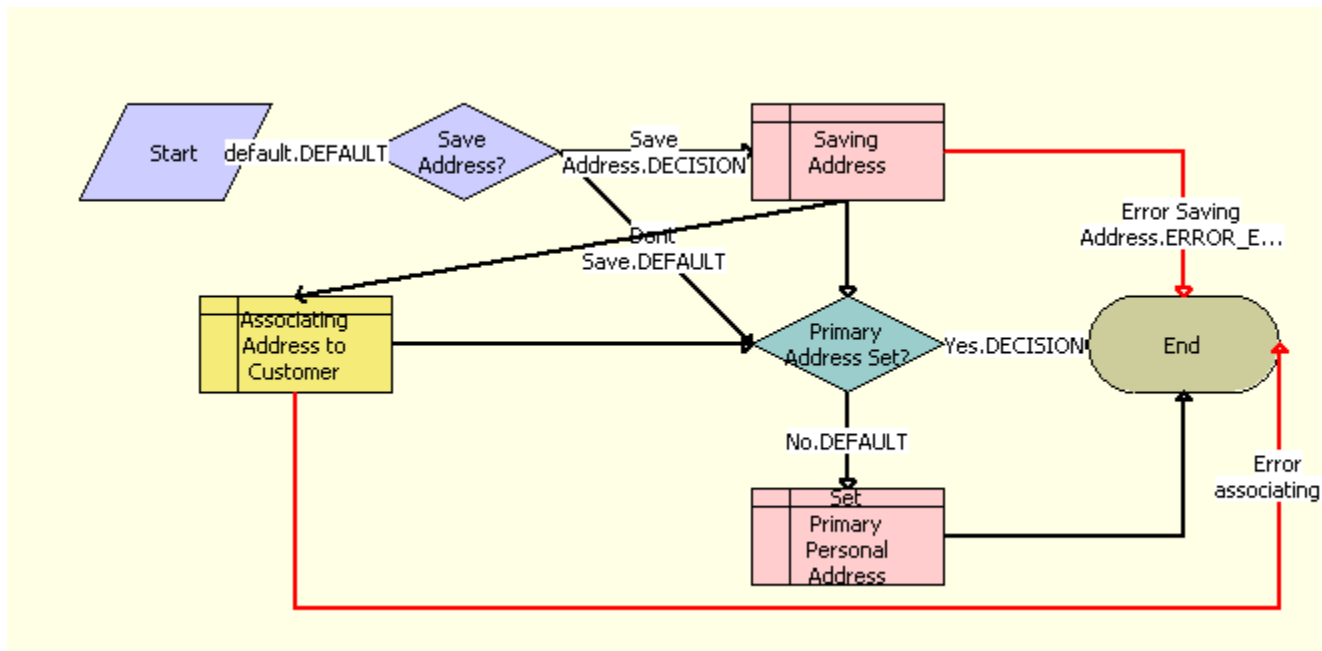 Start
default.DEFAULT
Save
Address?
Save
Address.DECISION
Saving
Address
Error Saving
Address.ERROR_E...
Dont
Save.DEFAULT
Associating
Address to
Customer
Primary
Address Set?
Yes.DECISION
End
No.DEFAULT
Error
associating
Set
Primary
Personal
Address